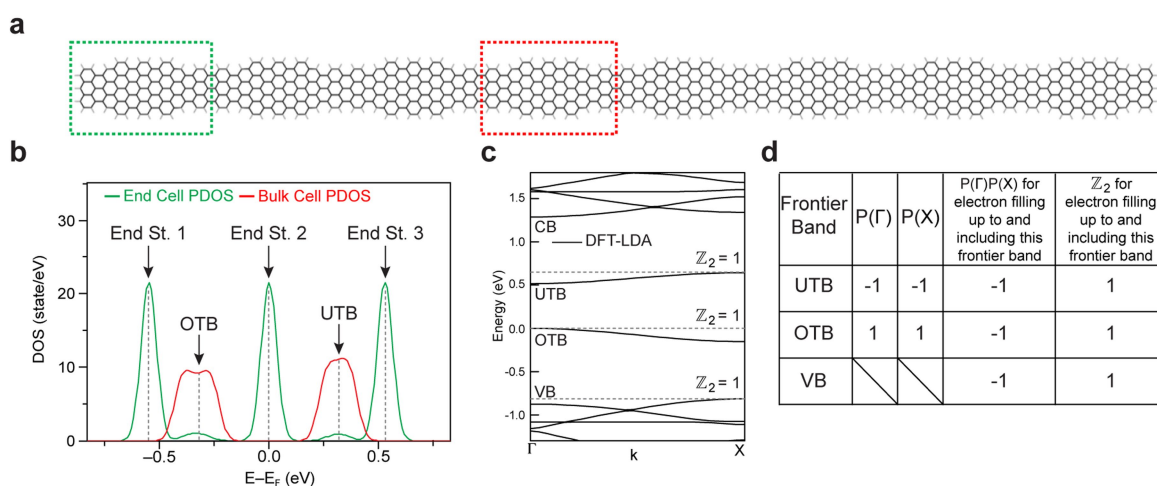 a
b
End Cell PDOS
Bulk Cell PDOS
End St. 1
End St. 2
End St. 3
OTB
UTB
DOS (state/eV)
35
30
20
10
0
−0.5
0.0
0.5
E−E_F (eV)
c
CB
DFT-LDA
ℤ₂ = 1
UTB
ℤ₂ = 1
OTB
ℤ₂ = 1
VB
Energy (eV)
1.5
1.0
0.5
0.0
-0.5
-1.0
Γ
k
X
d
Frontier
Band
P(Γ)
P(X)
P(Γ)P(X) for
electron filling
up to and
including this
frontier band
ℤ₂ for
electron filling
up to and
including this
frontier band
UTB -1 -1 -1 1
OTB 1 1 -1 1
VB -1 1